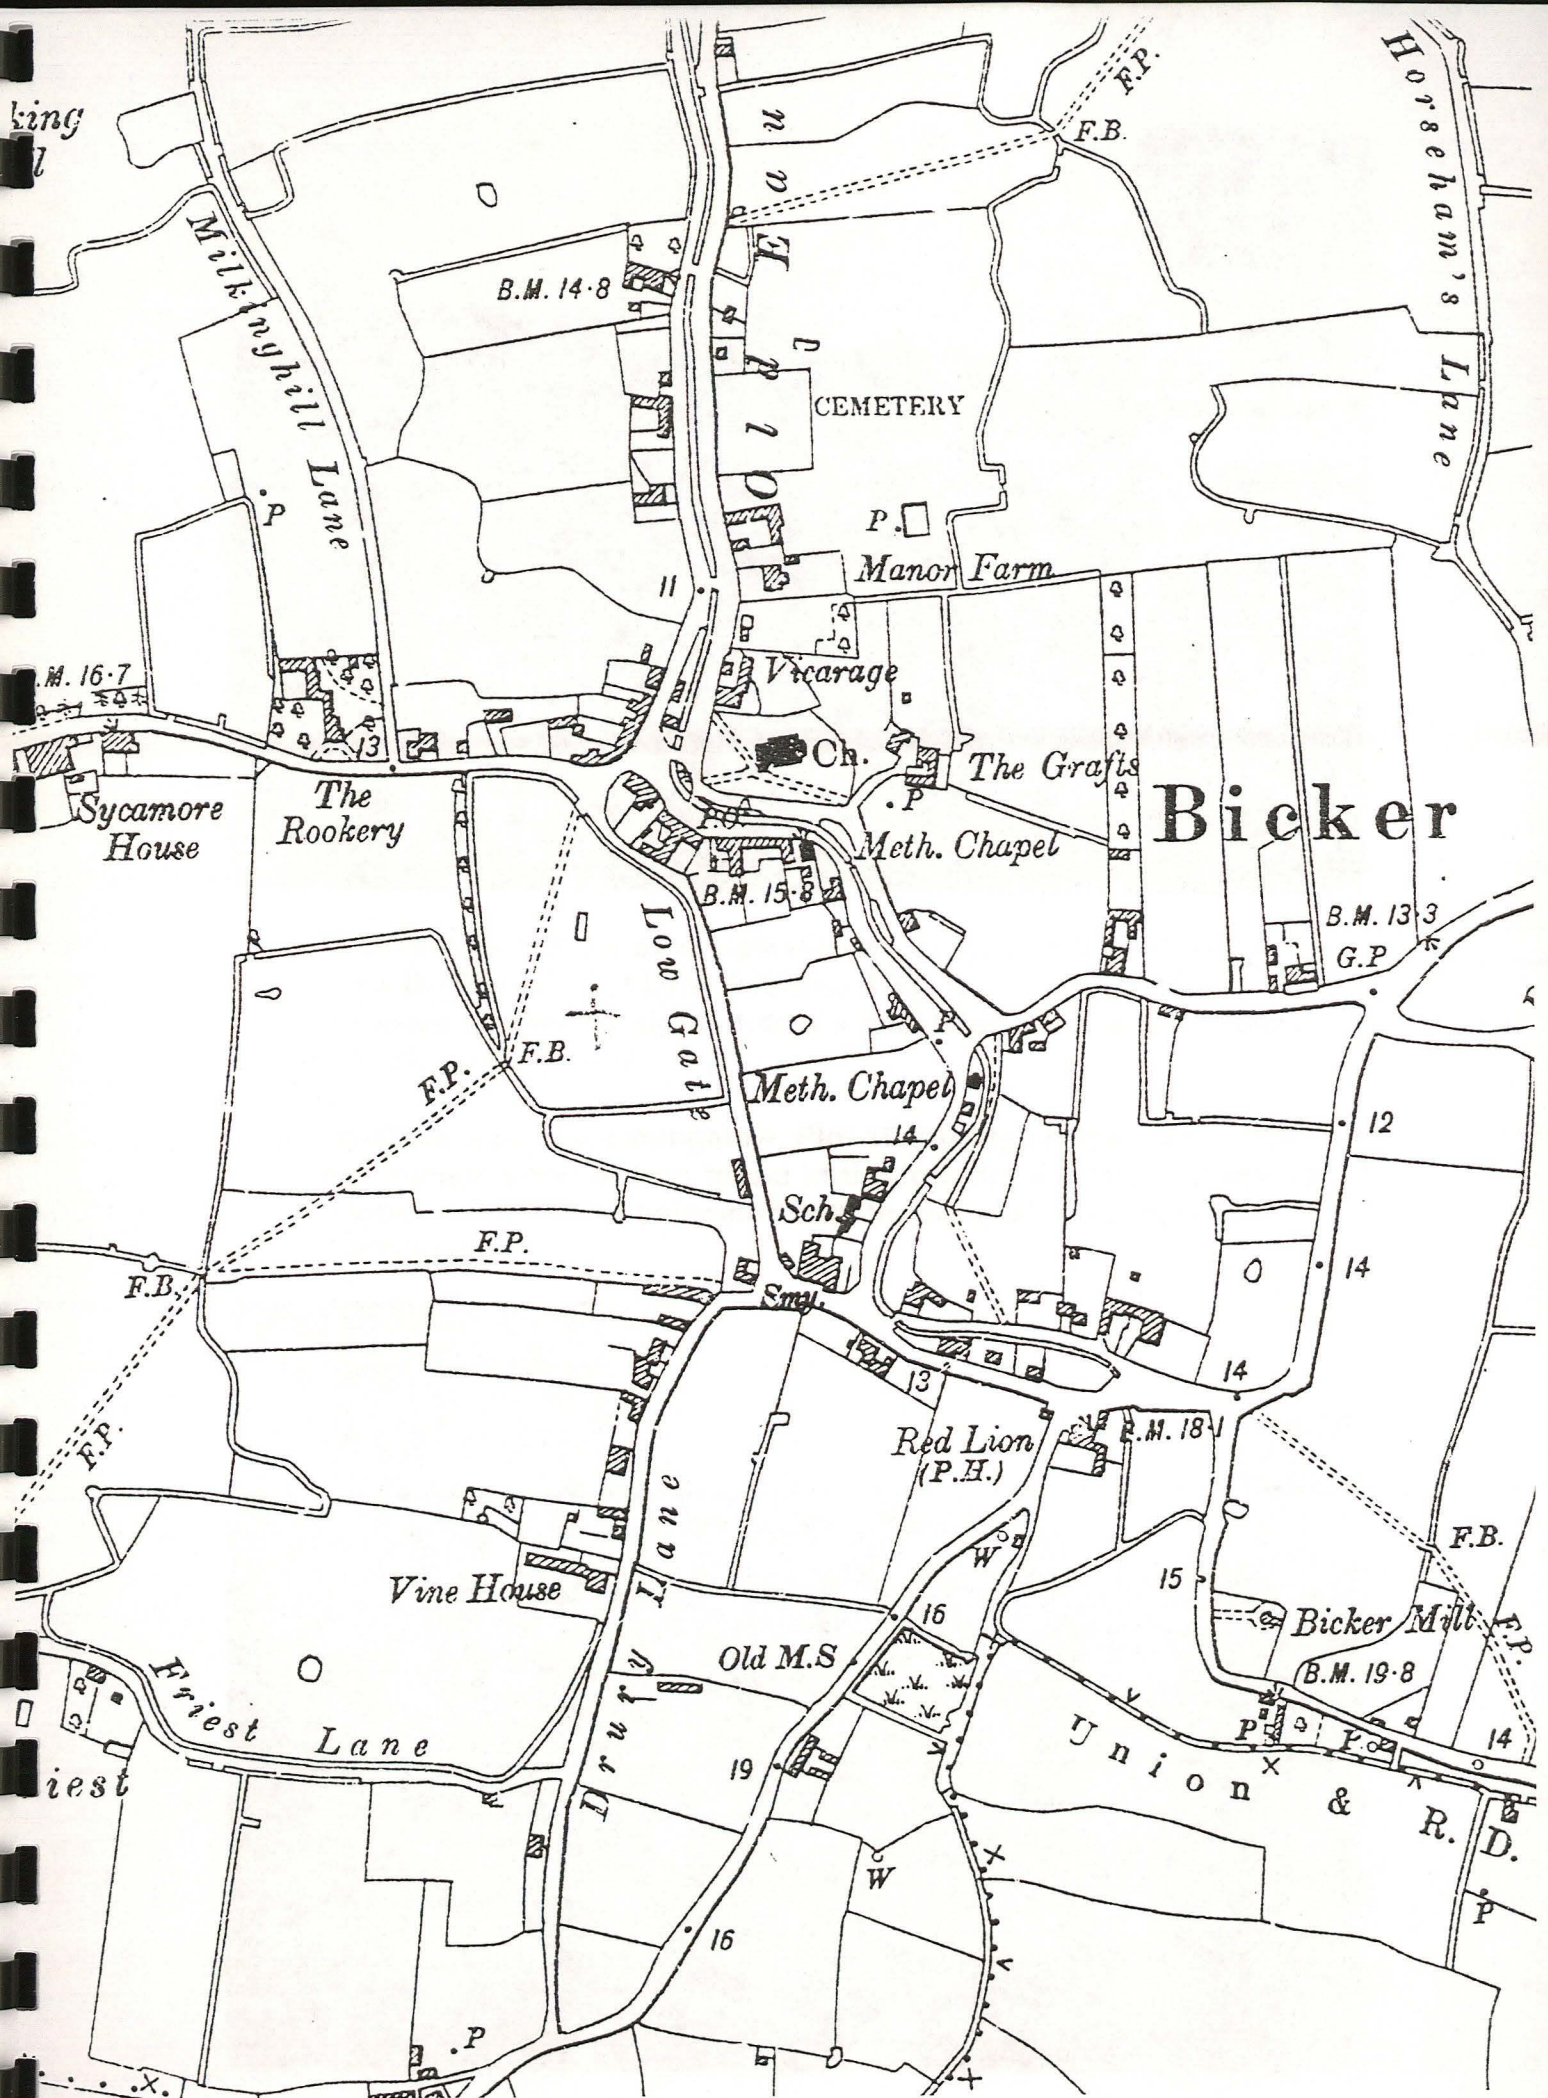 king
F.P.
F.B.
Horseham's Lane
Milkinghill Lane
Old Eau
B.M. 14·8
CEMETERY
P
P.
Manor Farm
11
Vicarage
.M. 16·7
13
Ch.
The Grafts
P
Sycamore
House
The
Rookery
P.O
Meth. Chapel
Bicker
B.M. 15·8
Low Gate
B.M. 13·3
G.P
P
F.B.
F.P.
Meth. Chapel
14
12
Sch.
F.P.
F.B.
14
Smy.
13
14
Red Lion
(P.H.)
B.M. 18·1
F.P.
W
F.B.
15
Vine House
16
Bicker Mill
F.P.
Old M.S
B.M. 19·8
Drury Lane
Friest Lane
P
P.
14
iest
19
Union & R. D.
W
P
16
P